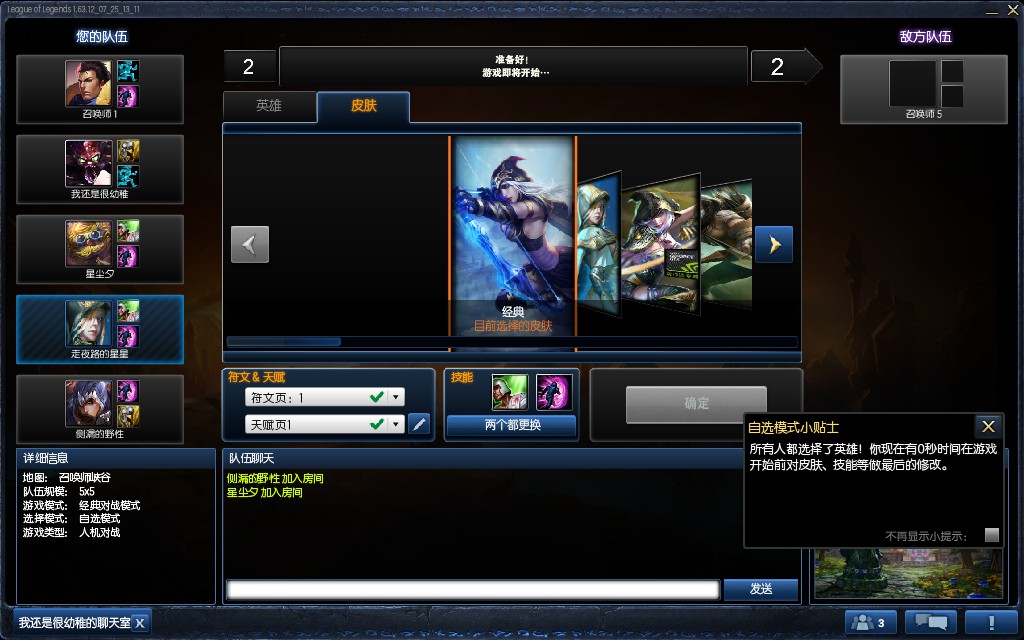 League of Legends 1.63.12_07_25_13_11
您的队伍
敌方队伍
2
准备好！
游戏即将开始…
2
英雄
皮肤
召唤师 1
我还是很幼稚
星尘夕
走夜路的星星
侧漏的野性
召唤师 5
经典
目前选择的皮肤
符文 & 天赋
符文页：1
天赋页1
技能
两个都更换
确定
自选模式小贴士
所有人都选择了英雄！你现在有0秒时间在游戏
开始前对皮肤、技能等做最后的修改。
不再显示小提示：
详细信息
地图： 召唤师峡谷
队伍规模： 5x5
游戏模式： 经典对战模式
选择模式： 自选模式
游戏类型： 人机对战
队伍聊天
侧漏的野性 加入房间
星尘夕 加入房间
发送
我还是很幼稚的聊天室 X
3